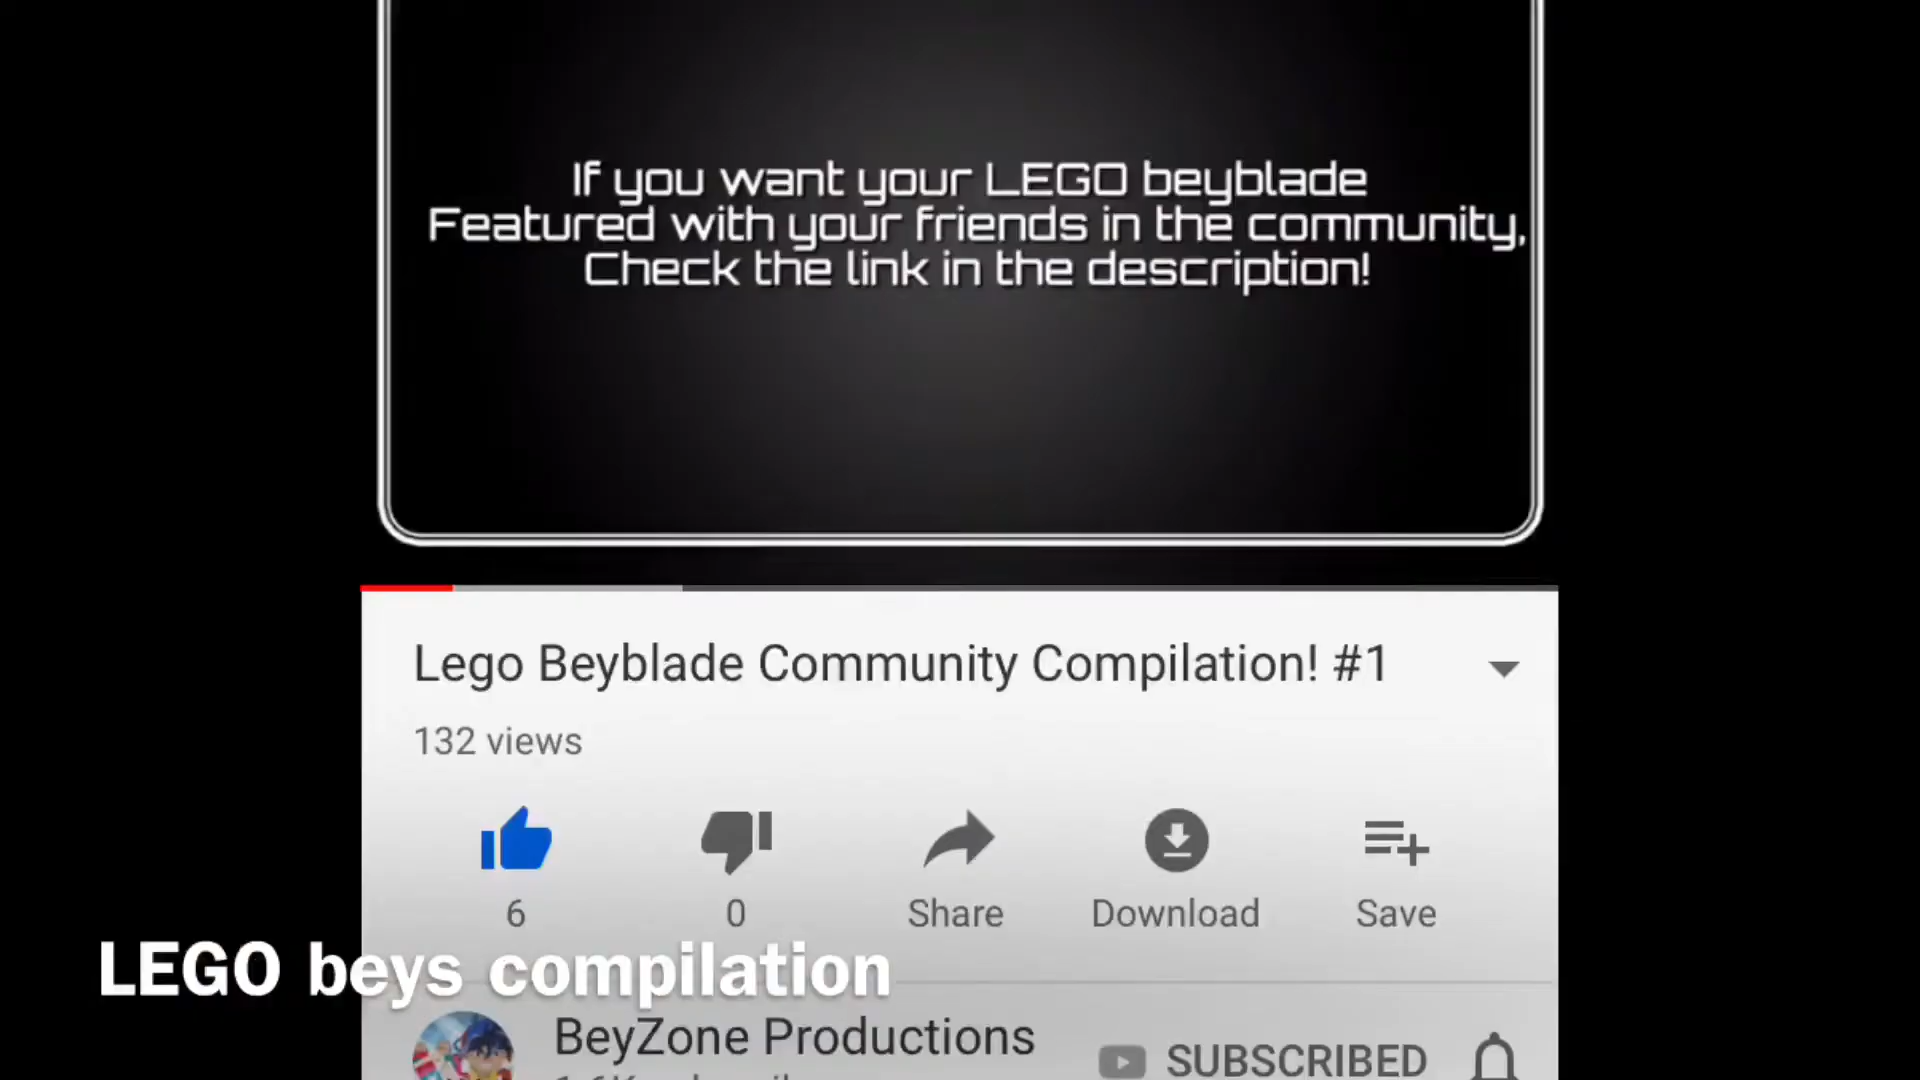 If you want your LEGO beyblade
Featured with your friends in the community,
Check the link in the description!
Lego Beyblade Community Compilation! #1
132 views
6
0
Share
Download
Save
LEGO beys compilation
BeyZone Productions
SUBSCRIBED